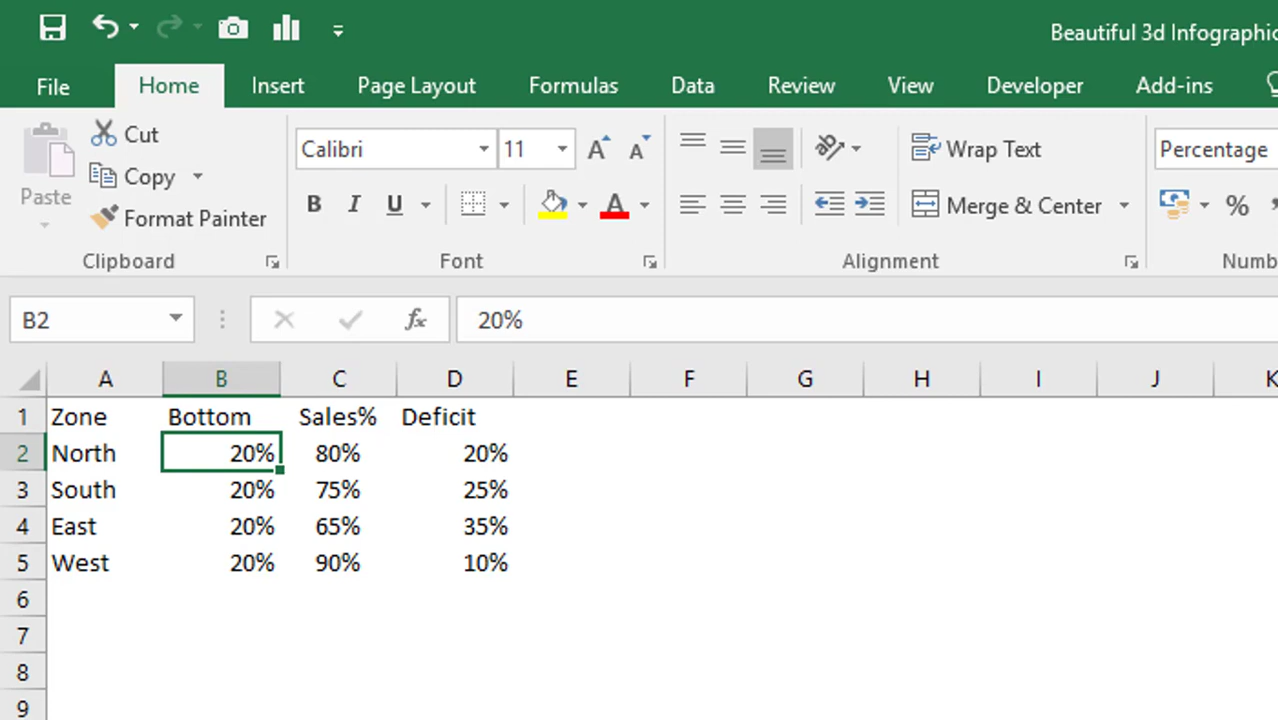 Beautiful 3d Infographic
File Home Insert Page Layout Formulas Data Review View Developer Add-ins
Cut
Copy
Paste
Format Painter
Clipboard
Calibri 11 A A
B I U A
Font
Wrap Text
Merge & Center
Alignment
Percentage
%
Numb
B2 fx 20%
A B C D E F G H I J K
1 Zone Bottom Sales% Deficit
2 North 20% 80% 20%
3 South 20% 75% 25%
4 East 20% 65% 35%
5 West 20% 90% 10%
6
7
8
9